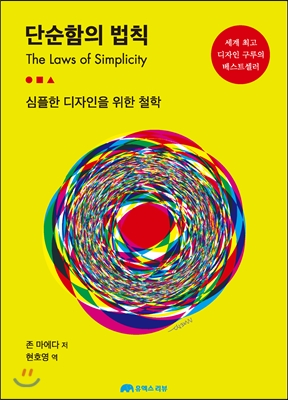 단순함의 법칙
The Laws of Simplicity
세계 최고
디자인 구루의
베스트셀러
심플한 디자인을 위한 철학
존 마에다 저
현호영 역
유엑스 리뷰